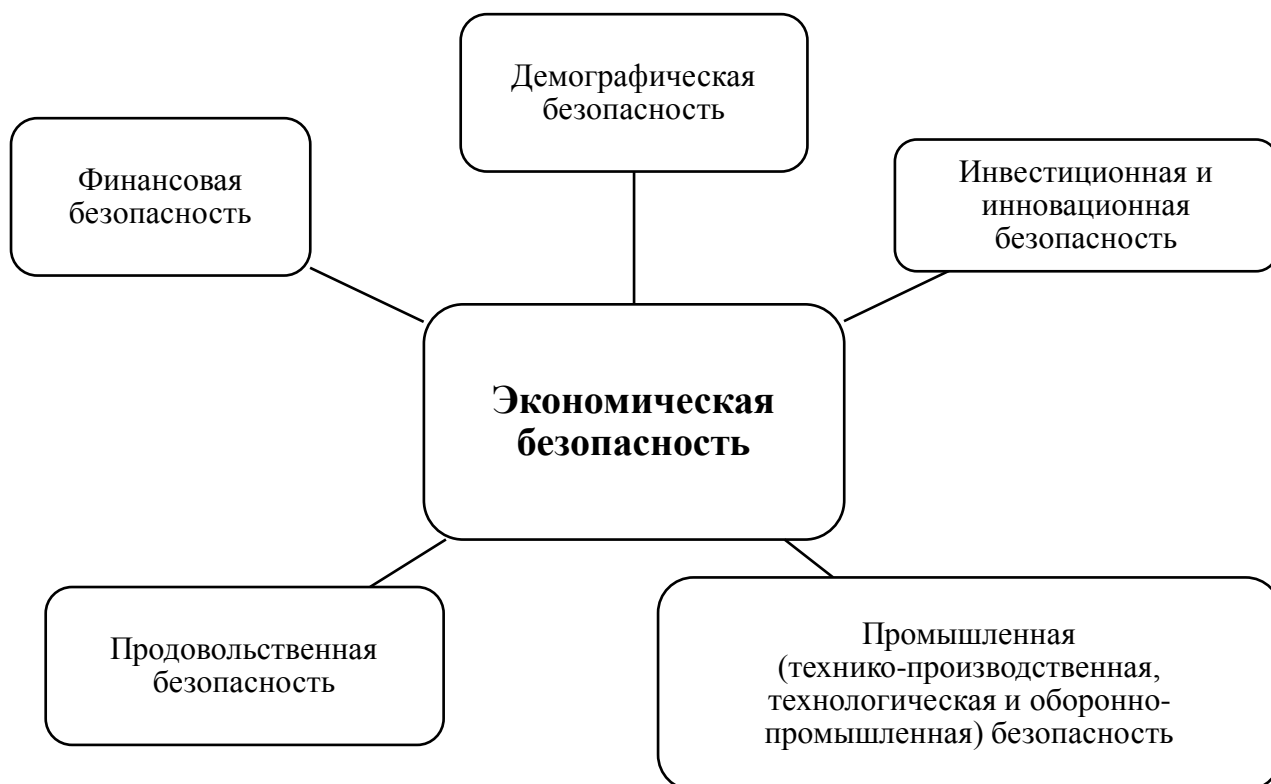 Демографическая
безопасность
Финансовая
безопасность
Инвестиционная и
инновационная
безопасность
Экономическая
безопасность
Продовольственная
безопасность
Промышленная
(технико-производственная,
технологическая и оборонно-
промышленная) безопасность